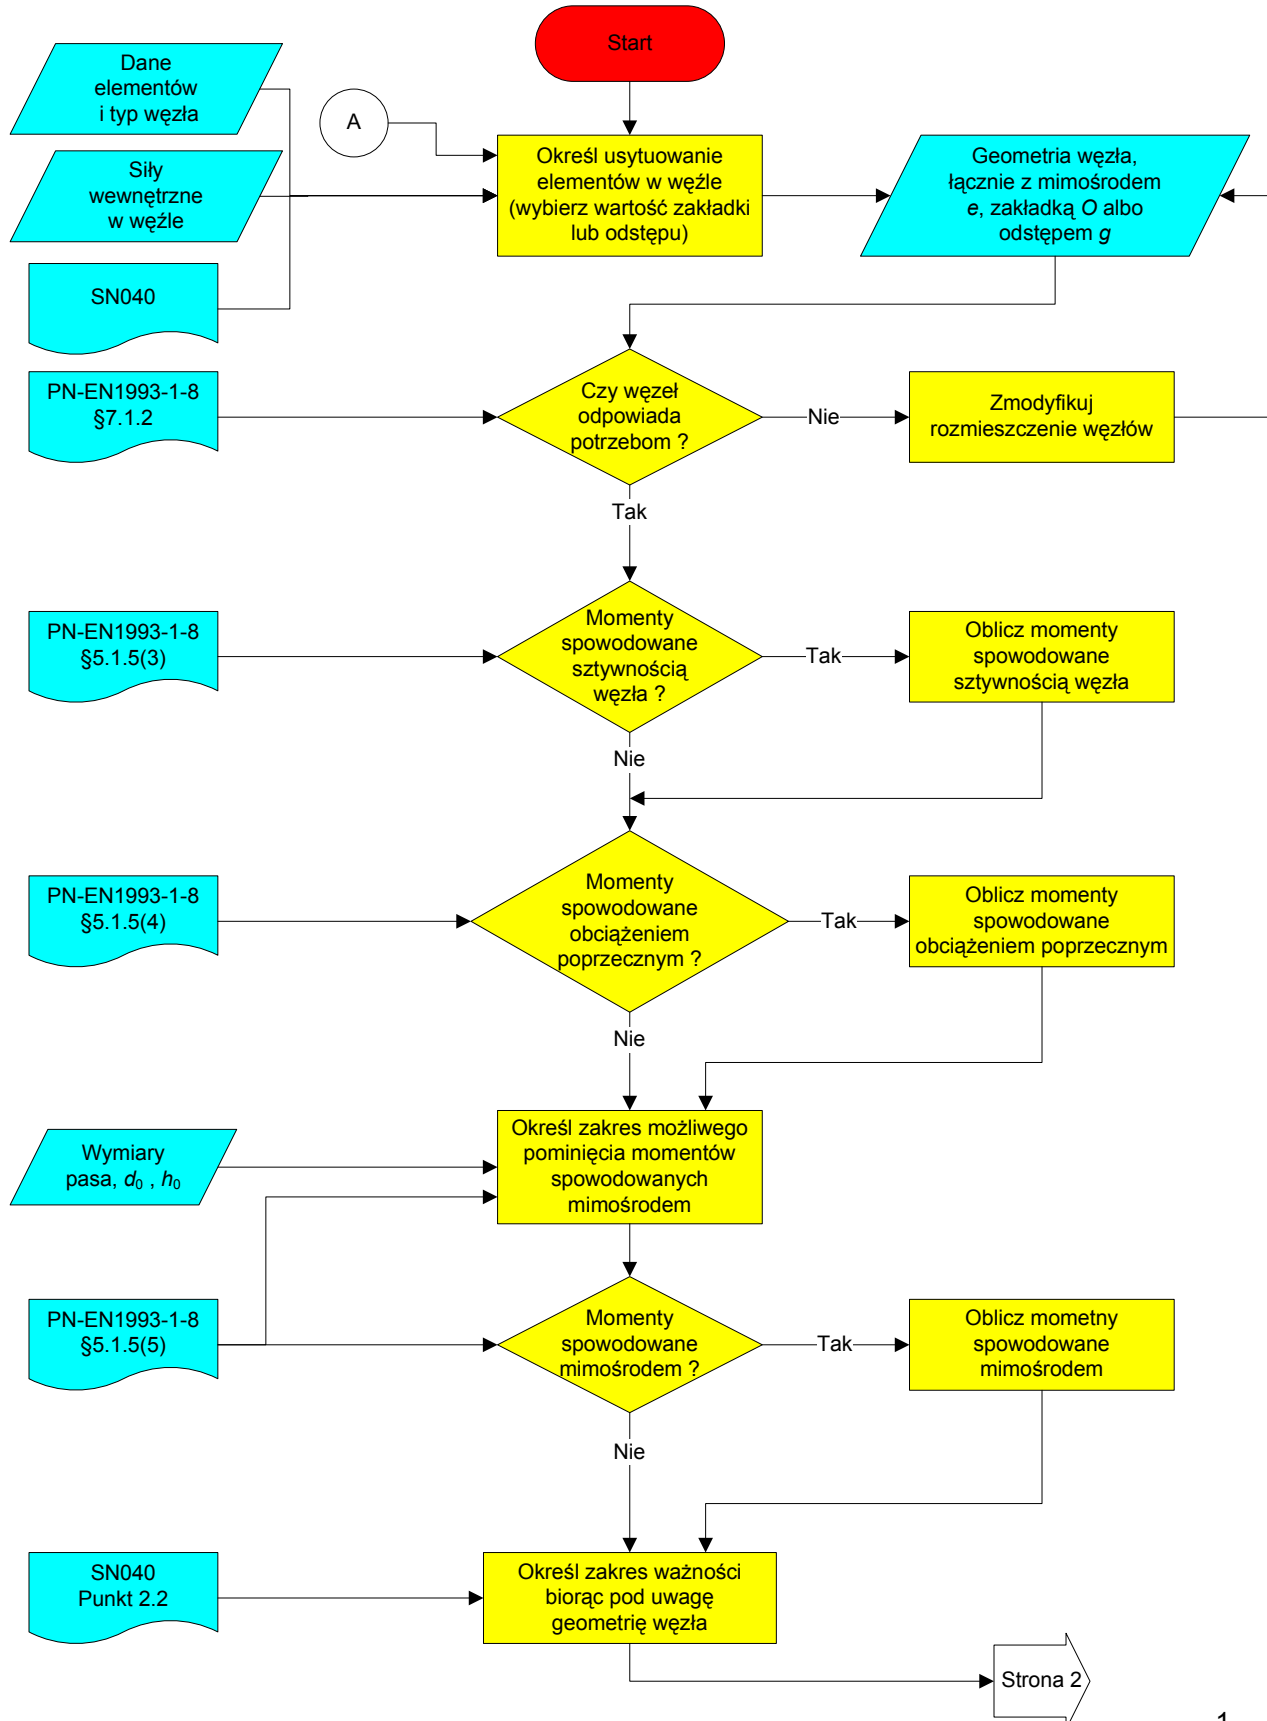 Start
Dane
elementów
i typ węzła
A
Określ usytuowanie
elementów w węźle
(wybierz wartość zakładki
lub odstępu)
Geometria węzła,
łącznie z mimośrodem
e, zakładką O albo
odstępem g
Siły
wewnętrzne
w węźle
SN040
PN-EN1993-1-8
§7.1.2
Czy węzeł
odpowiada
potrzebom ?
Nie
Zmodyfikuj
rozmieszczenie węzłów
Tak
PN-EN1993-1-8
§5.1.5(3)
Momenty
spowodowane
sztywnością
węzła ?
Tak
Oblicz momenty
spowodowane
sztywnością węzła
Nie
PN-EN1993-1-8
§5.1.5(4)
Momenty
spowodowane
obciążeniem
poprzecznym ?
Tak
Oblicz momenty
spowodowane
obciążeniem poprzecznym
Nie
Wymiary
pasa, d₀ , h₀
Określ zakres możliwego
pominięcia momentów
spowodowanych
mimośrodem
PN-EN1993-1-8
§5.1.5(5)
Momenty
spowodowane
mimośrodem ?
Tak
Oblicz mometny
spowodowane
mimośrodem
Nie
SN040
Punkt 2.2
Określ zakres ważności
biorąc pod uwagę
geometrię węzła
Strona 2
1